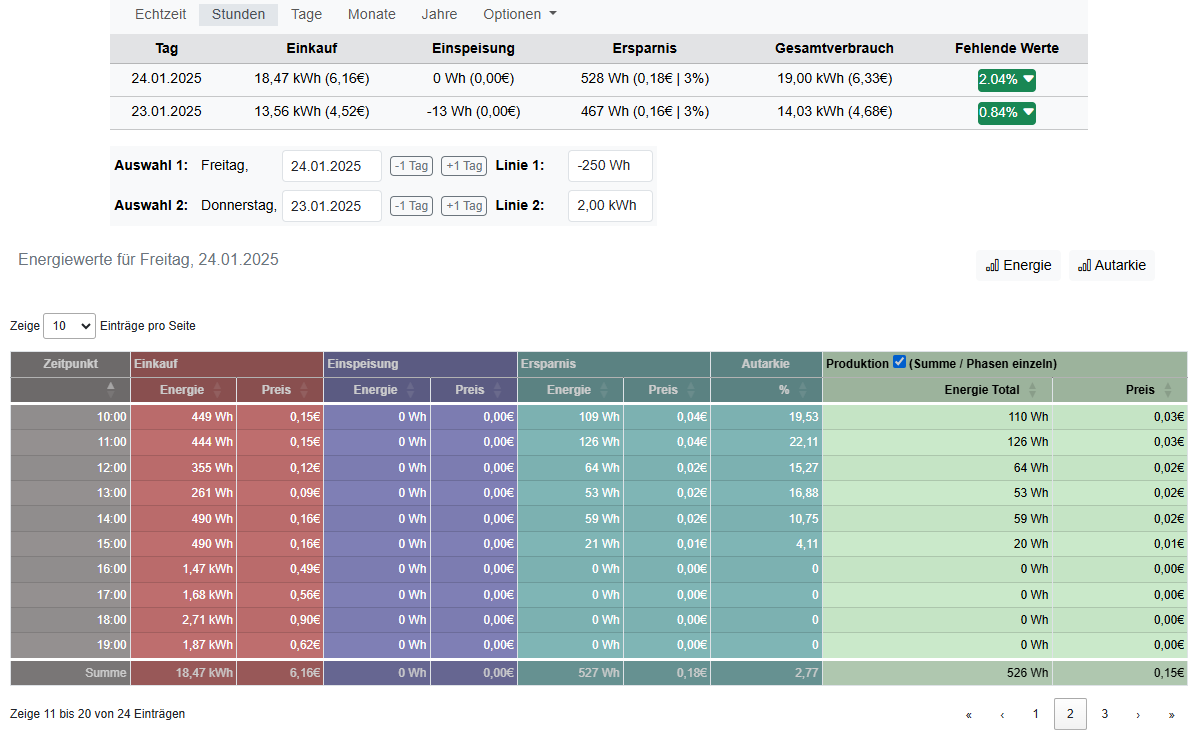 Echtzeit Stunden Tage Monate Jahre Optionen
Tag Einkauf Einspeisung Ersparnis Gesamtverbrauch Fehlende Werte
24.01.2025 18,47 kWh (6,16€) 0 Wh (0,00€) 528 Wh (0,18€ | 3%) 19,00 kWh (6,33€) 2.04%
23.01.2025 13,56 kWh (4,52€) -13 Wh (0,00€) 467 Wh (0,16€ | 3%) 14,03 kWh (4,68€) 0.84%
Auswahl 1: Freitag, 24.01.2025 -1 Tag +1 Tag Linie 1: -250 Wh
Auswahl 2: Donnerstag, 23.01.2025 -1 Tag +1 Tag Linie 2: 2,00 kWh
Energiewerte für Freitag, 24.01.2025 Energie Autarkie
Zeige 10 Einträge pro Seite
Zeitpunkt Einkauf Einspeisung Ersparnis Autarkie Produktion (Summe / Phasen einzeln)
Energie Preis Energie Preis Energie Preis % Energie Total Preis
10:00 449 Wh 0,15€ 0 Wh 0,00€ 109 Wh 0,04€ 19,53 110 Wh 0,03€
11:00 444 Wh 0,15€ 0 Wh 0,00€ 126 Wh 0,04€ 22,11 126 Wh 0,03€
12:00 355 Wh 0,12€ 0 Wh 0,00€ 64 Wh 0,02€ 15,27 64 Wh 0,02€
13:00 261 Wh 0,09€ 0 Wh 0,00€ 53 Wh 0,02€ 16,88 53 Wh 0,02€
14:00 490 Wh 0,16€ 0 Wh 0,00€ 59 Wh 0,02€ 10,75 59 Wh 0,02€
15:00 490 Wh 0,16€ 0 Wh 0,00€ 21 Wh 0,01€ 4,11 20 Wh 0,01€
16:00 1,47 kWh 0,49€ 0 Wh 0,00€ 0 Wh 0,00€ 0 0 Wh 0,00€
17:00 1,68 kWh 0,56€ 0 Wh 0,00€ 0 Wh 0,00€ 0 0 Wh 0,00€
18:00 2,71 kWh 0,90€ 0 Wh 0,00€ 0 Wh 0,00€ 0 0 Wh 0,00€
19:00 1,87 kWh 0,62€ 0 Wh 0,00€ 0 Wh 0,00€ 0 0 Wh 0,00€
Summe 18,47 kWh 6,16€ 0 Wh 0,00€ 527 Wh 0,18€ 2,77 526 Wh 0,15€
Zeige 11 bis 20 von 24 Einträgen « ‹ 1 2 3 › »